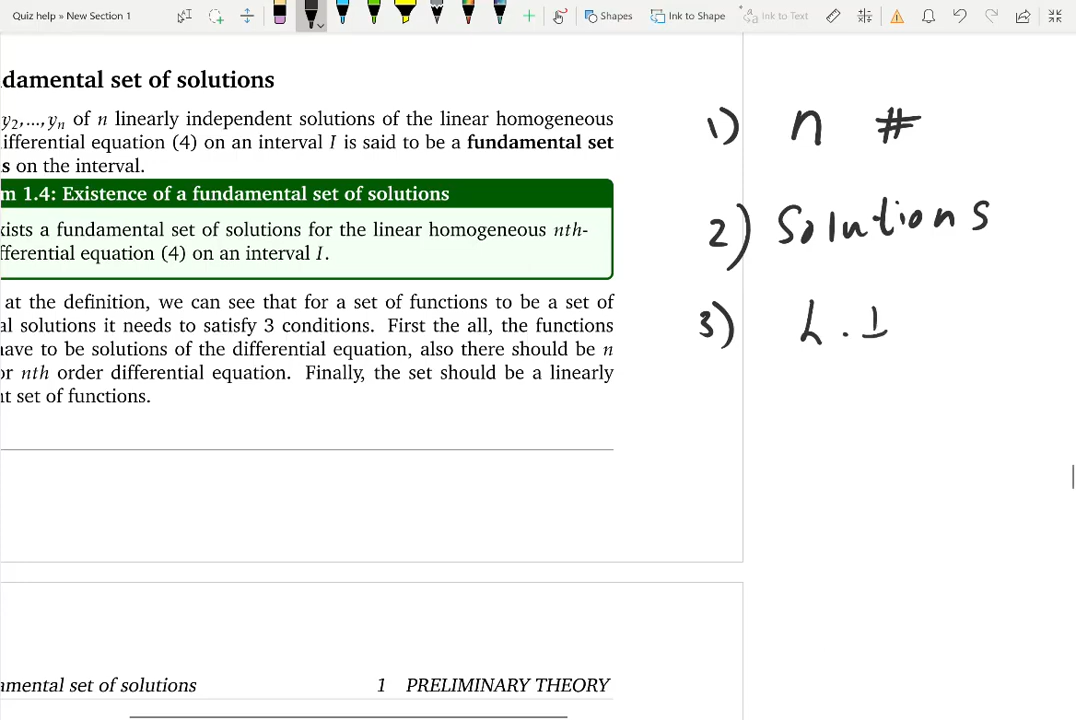 Quiz help » New Section 1
Shapes
Ink to Shape
Ink to Text
damental set of solutions
y2,...,yn of n linearly independent solutions of the linear homogeneous
ifferential equation (4) on an interval I is said to be a fundamental set
s on the interval.
m 1.4: Existence of a fundamental set of solutions
ists a fundamental set of solutions for the linear homogeneous nth-
fferential equation (4) on an interval I.
at the definition, we can see that for a set of functions to be a set of
al solutions it needs to satisfy 3 conditions. First the all, the functions
have to be solutions of the differential equation, also there should be n
or nth order differential equation. Finally, the set should be a linearly
nt set of functions.
1) n #
2) Solutions
3) L.I
amental set of solutions 1 PRELIMINARY THEORY